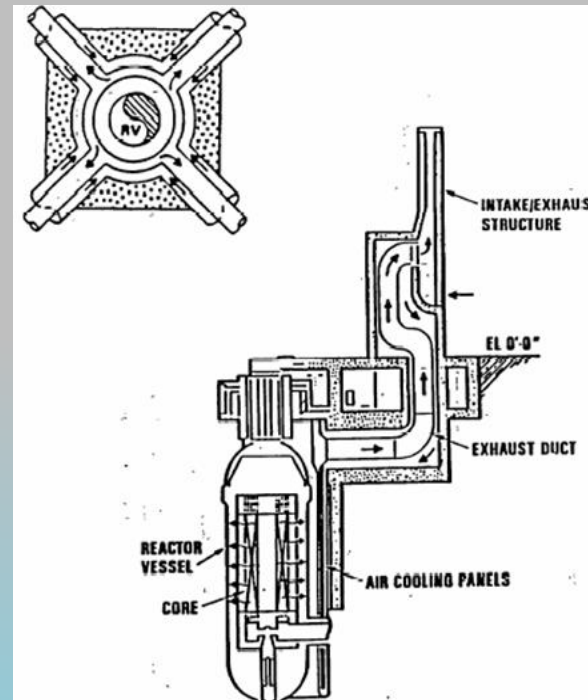 RV
INTAKE/EXHAUS
STRUCTURE
EL 0'-0"
EXHAUST DUCT
REACTOR
VESSEL
AIR COOLING PANELS
CORE